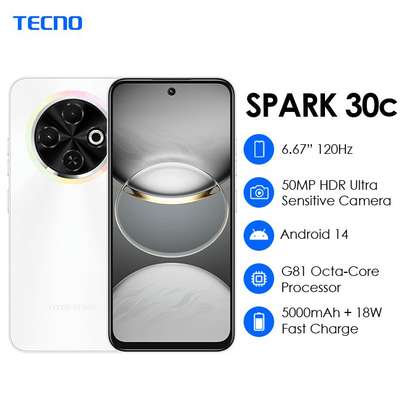 TECNO
SPARK 30c
6.67” 120Hz
50MP HDR Ultra
Sensitive Camera
Android 14
G81 Octa-Core
Processor
5000mAh + 18W
Fast Charge